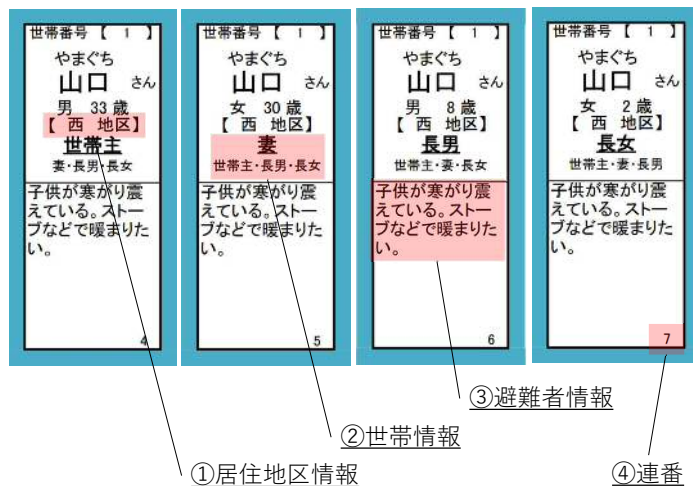 世帯番号【 1 】
やまぐち
山口 さん
男 33歳
【 西 地区】
世帯主
妻・長男・長女
子供が寒がり震
えている。ストー
ブなどで暖まりた
い。
4
世帯番号【 1 】
やまぐち
山口 さん
女 30歳
【 西 地区】
妻
世帯主・長男・長女
子供が寒がり震
えている。ストー
ブなどで暖まりた
い。
5
世帯番号【 1 】
やまぐち
山口 さん
男 8歳
【 西 地区】
長男
世帯主・妻・長女
子供が寒がり震
えている。ストー
ブなどで暖まりた
い。
6
世帯番号【 1 】
やまぐち
山口 さん
女 2歳
【 西 地区】
長女
世帯主・妻・長男
子供が寒がり震
えている。ストー
ブなどで暖まりた
い。
7
③避難者情報
②世帯情報
①居住地区情報
④連番